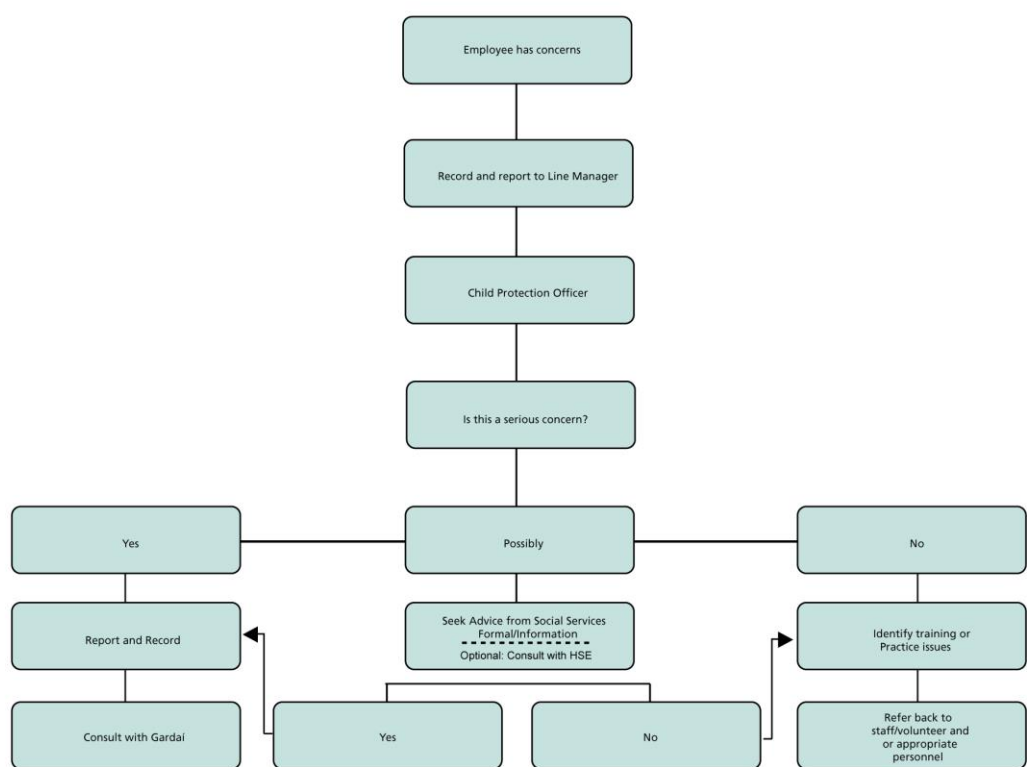 Employee has concerns
Record and report to Line Manager
Child Protection Officer
Is this a serious concern?
Yes
Possibly
No
Report and Record
Seek Advice from Social Services
Formal/Information
Optional: Consult with HSE
Identify training or
Practice issues
Consult with Gardaí
Yes
No
Refer back to
staff/volunteer and
or appropriate
personnel